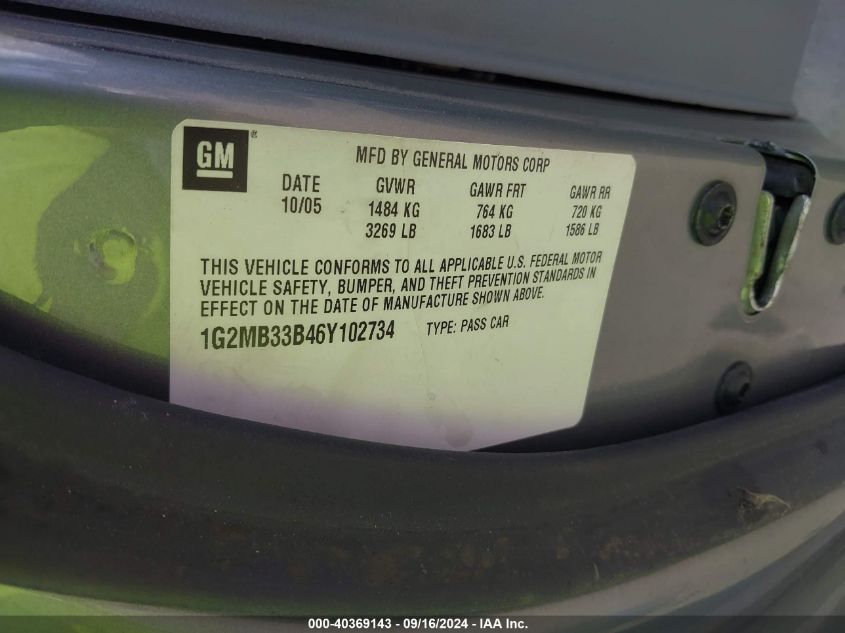 GM®
MFD BY GENERAL MOTORS CORP
DATE GVWR GAWR FRT GAWR RR
10/05 1484 KG 764 KG 720 KG
3269 LB 1683 LB 1586 LB
THIS VEHICLE CONFORMS TO ALL APPLICABLE U.S. FEDERAL MOTOR
VEHICLE SAFETY, BUMPER, AND THEFT PREVENTION STANDARDS IN
EFFECT ON THE DATE OF MANUFACTURE SHOWN ABOVE.
1G2MB33B46Y102734 TYPE: PASS CAR
000-40369143 - 09/16/2024 - IAA Inc.